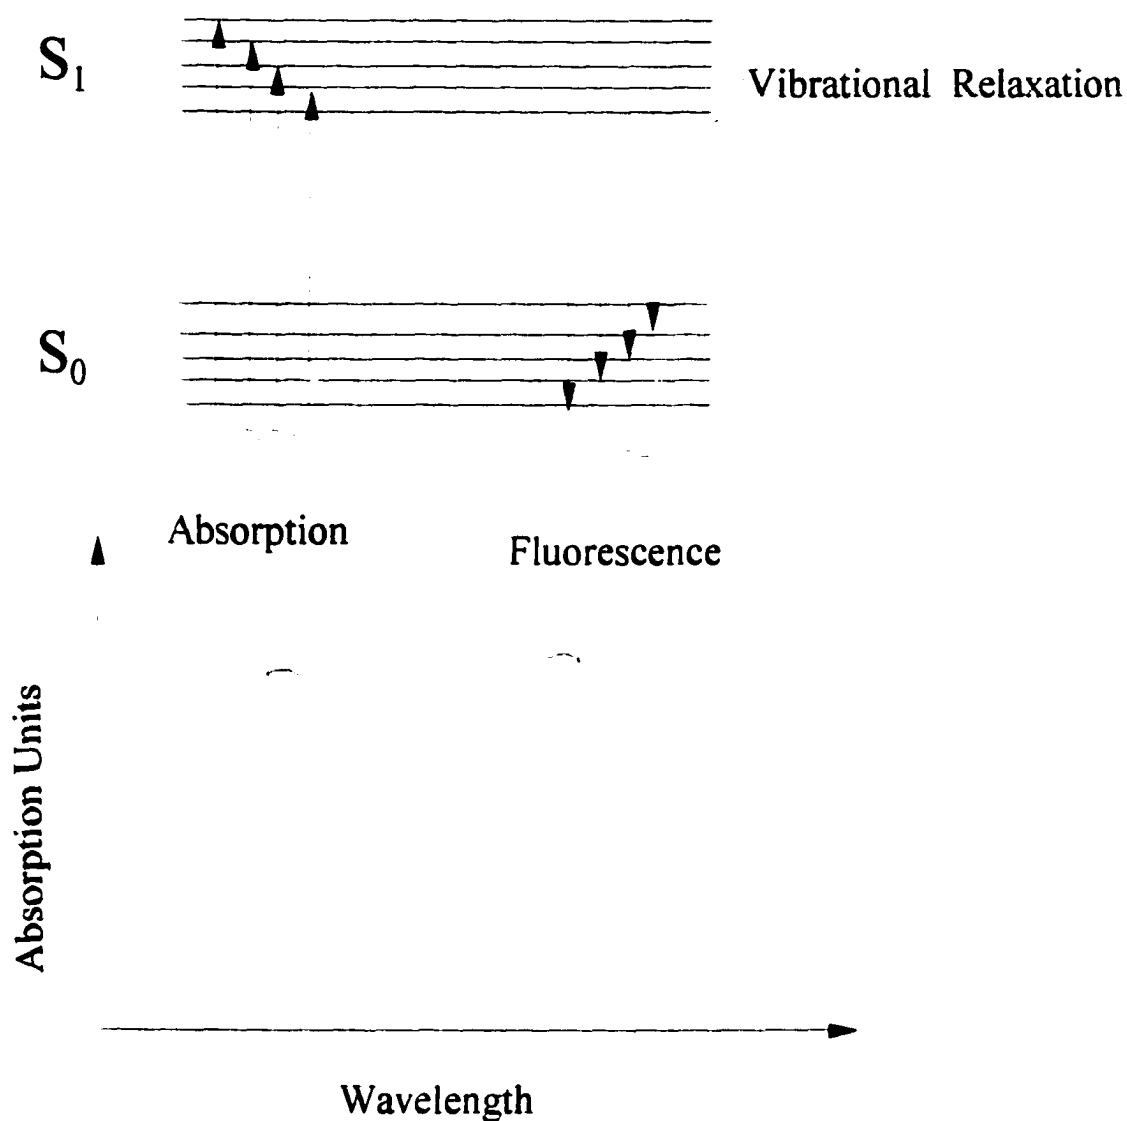 S₁
Vibrational Relaxation
S₀
Absorption
Fluorescence
Absorption Units
Wavelength